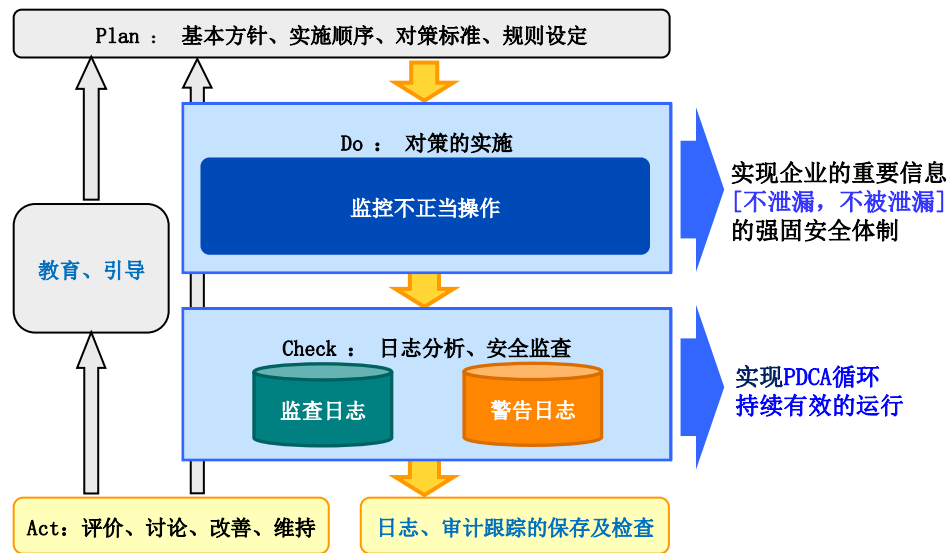 Plan : 基本方针、实施顺序、对策标准、规则设定
Do : 对策的实施
监控不正当操作
实现企业的重要信息
[不泄漏，不被泄漏]
的强固安全体制
教育、引导
Check : 日志分析、安全监查
监查日志
警告日志
实现PDCA循环
持续有效的运行
Act: 评价、讨论、改善、维持
日志、审计跟踪的保存及检查